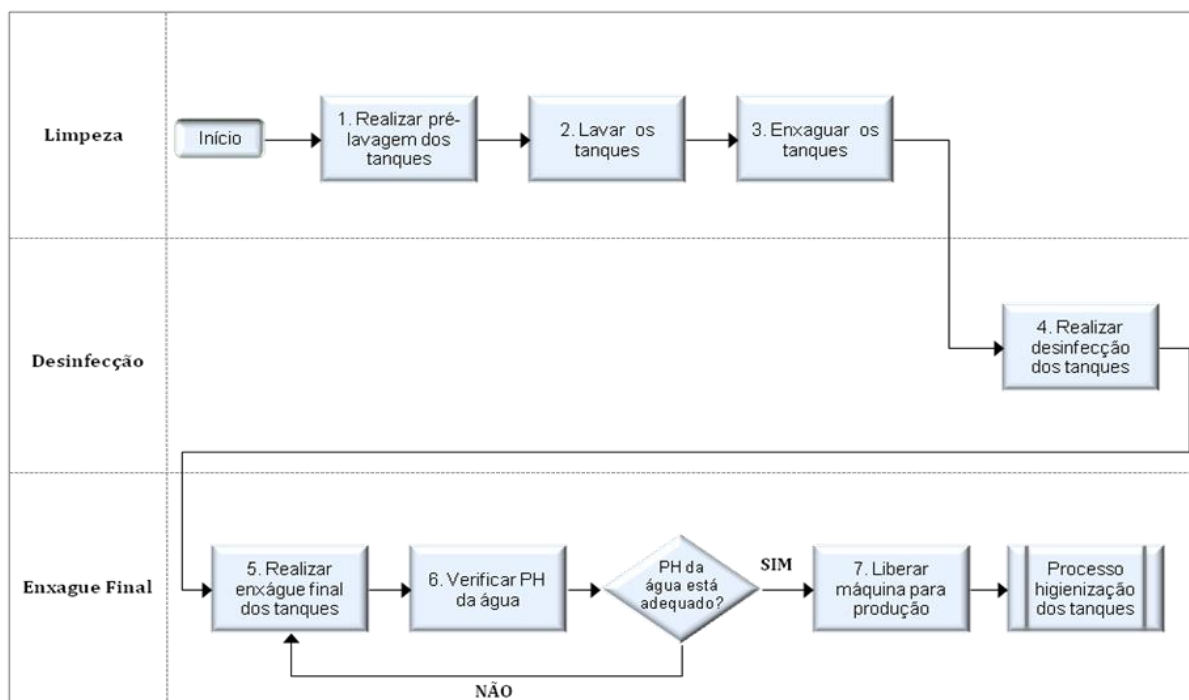 Limpeza
Início
1. Realizar pré-
lavagem dos
tanques
2. Lavar os
tanques
3. Enxaguar os
tanques
Desinfecção
4. Realizar
desinfecção
dos tanques
Enxague Final
5. Realizar
enxágue final
dos tanques
6. Verificar PH
da água
PH da
água está
adequado?
SIM
7. Liberar
máquina para
produção
Processo
higienização
dos tanques
NÃO